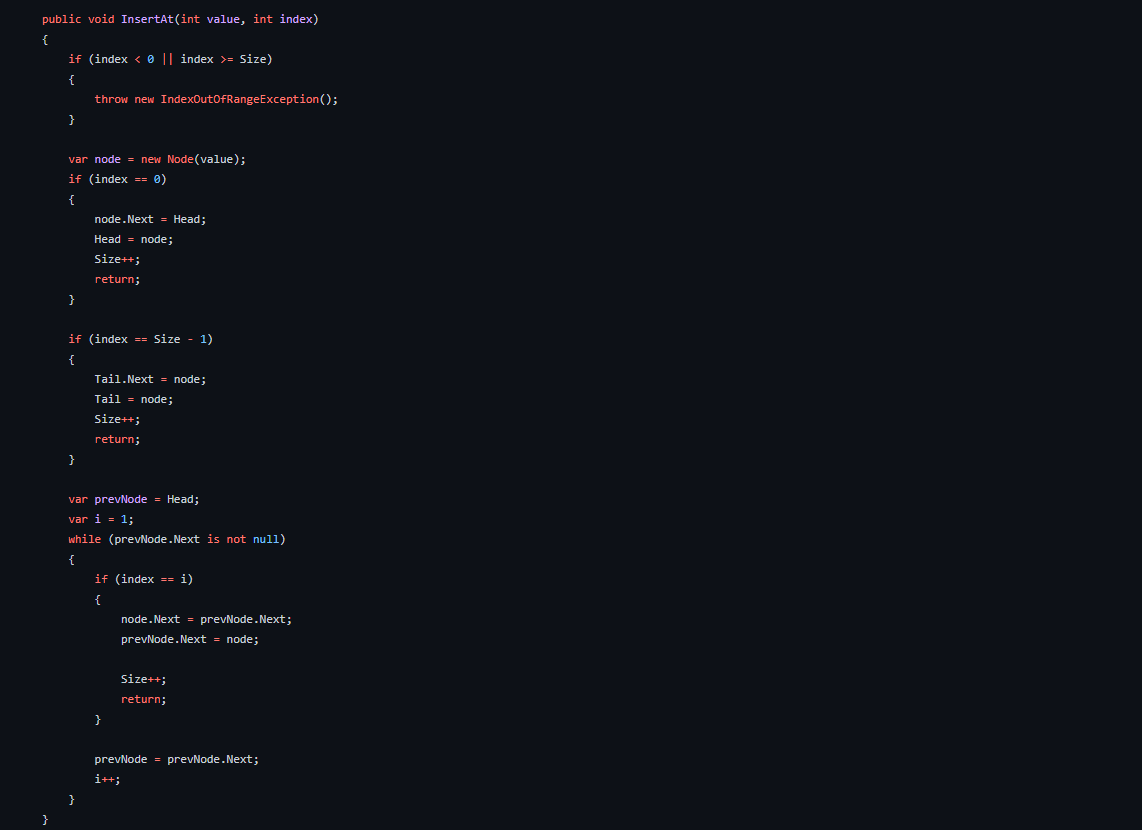 public void InsertAt(int value, int index)
{
if (index < 0 || index >= Size)
{
throw new IndexOutOfRangeException();
}
var node = new Node(value);
if (index == 0)
{
node.Next = Head;
Head = node;
Size++;
return;
}
if (index == Size - 1)
{
Tail.Next = node;
Tail = node;
Size++;
return;
}
var prevNode = Head;
var i = 1;
while (prevNode.Next is not null)
{
if (index == i)
{
node.Next = prevNode.Next;
prevNode.Next = node;
Size++;
return;
}
prevNode = prevNode.Next;
i++;
}
}